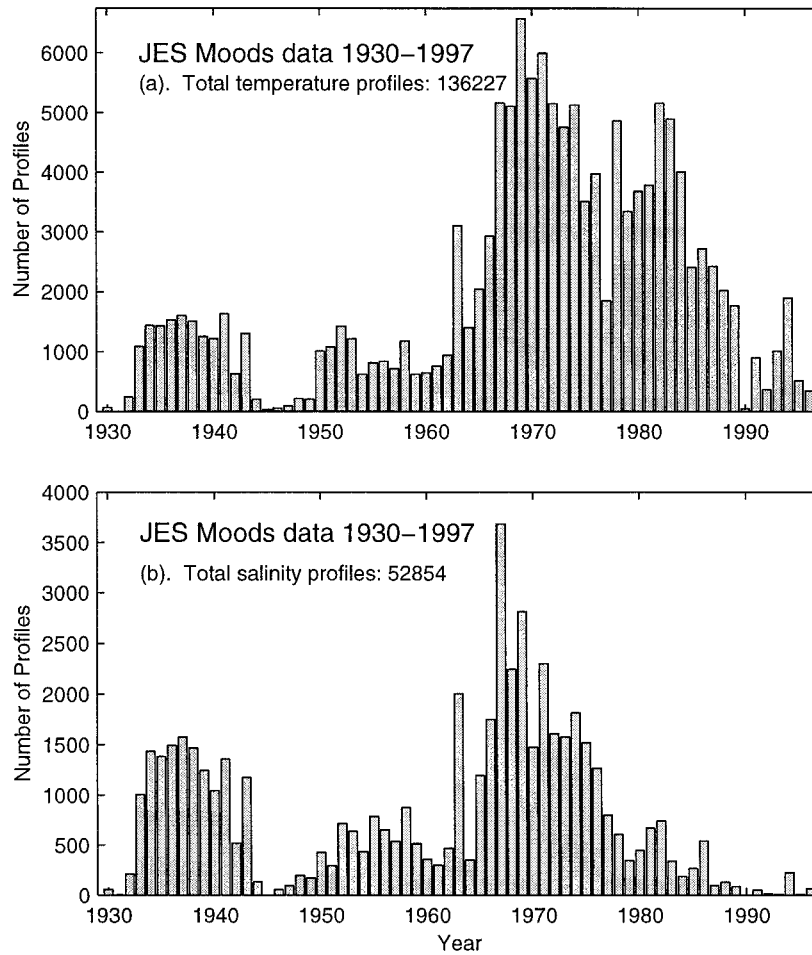 JES Moods data 1930–1997
(a). Total temperature profiles: 136227
Number of Profiles
6000
5000
4000
3000
2000
1000
0
1930 1940 1950 1960 1970 1980 1990
JES Moods data 1930–1997
(b). Total salinity profiles: 52854
Number of Profiles
4000
3500
3000
2500
2000
1500
1000
500
0
1930 1940 1950 1960 1970 1980 1990
Year